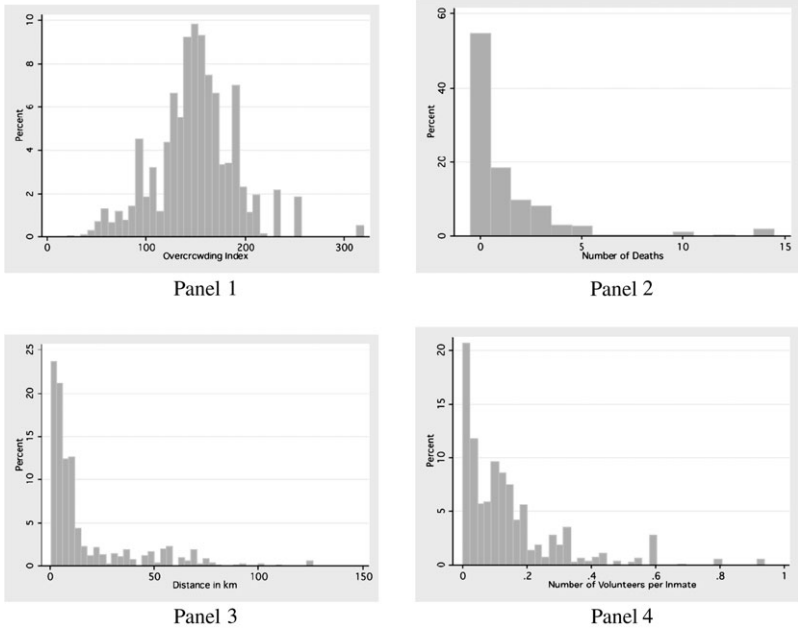 10
8
6
4
2
0
Percent
0 100 200 300
Overcrowding Index
Panel 1
60
40
20
0
Percent
0 5 10 15
Number of Deaths
Panel 2
25
20
15
10
5
0
Percent
0 50 100 150
Distance in km
Panel 3
20
15
10
5
0
Percent
0 .2 .4 .6 .8 1
Number of Volunteers per Inmate
Panel 4